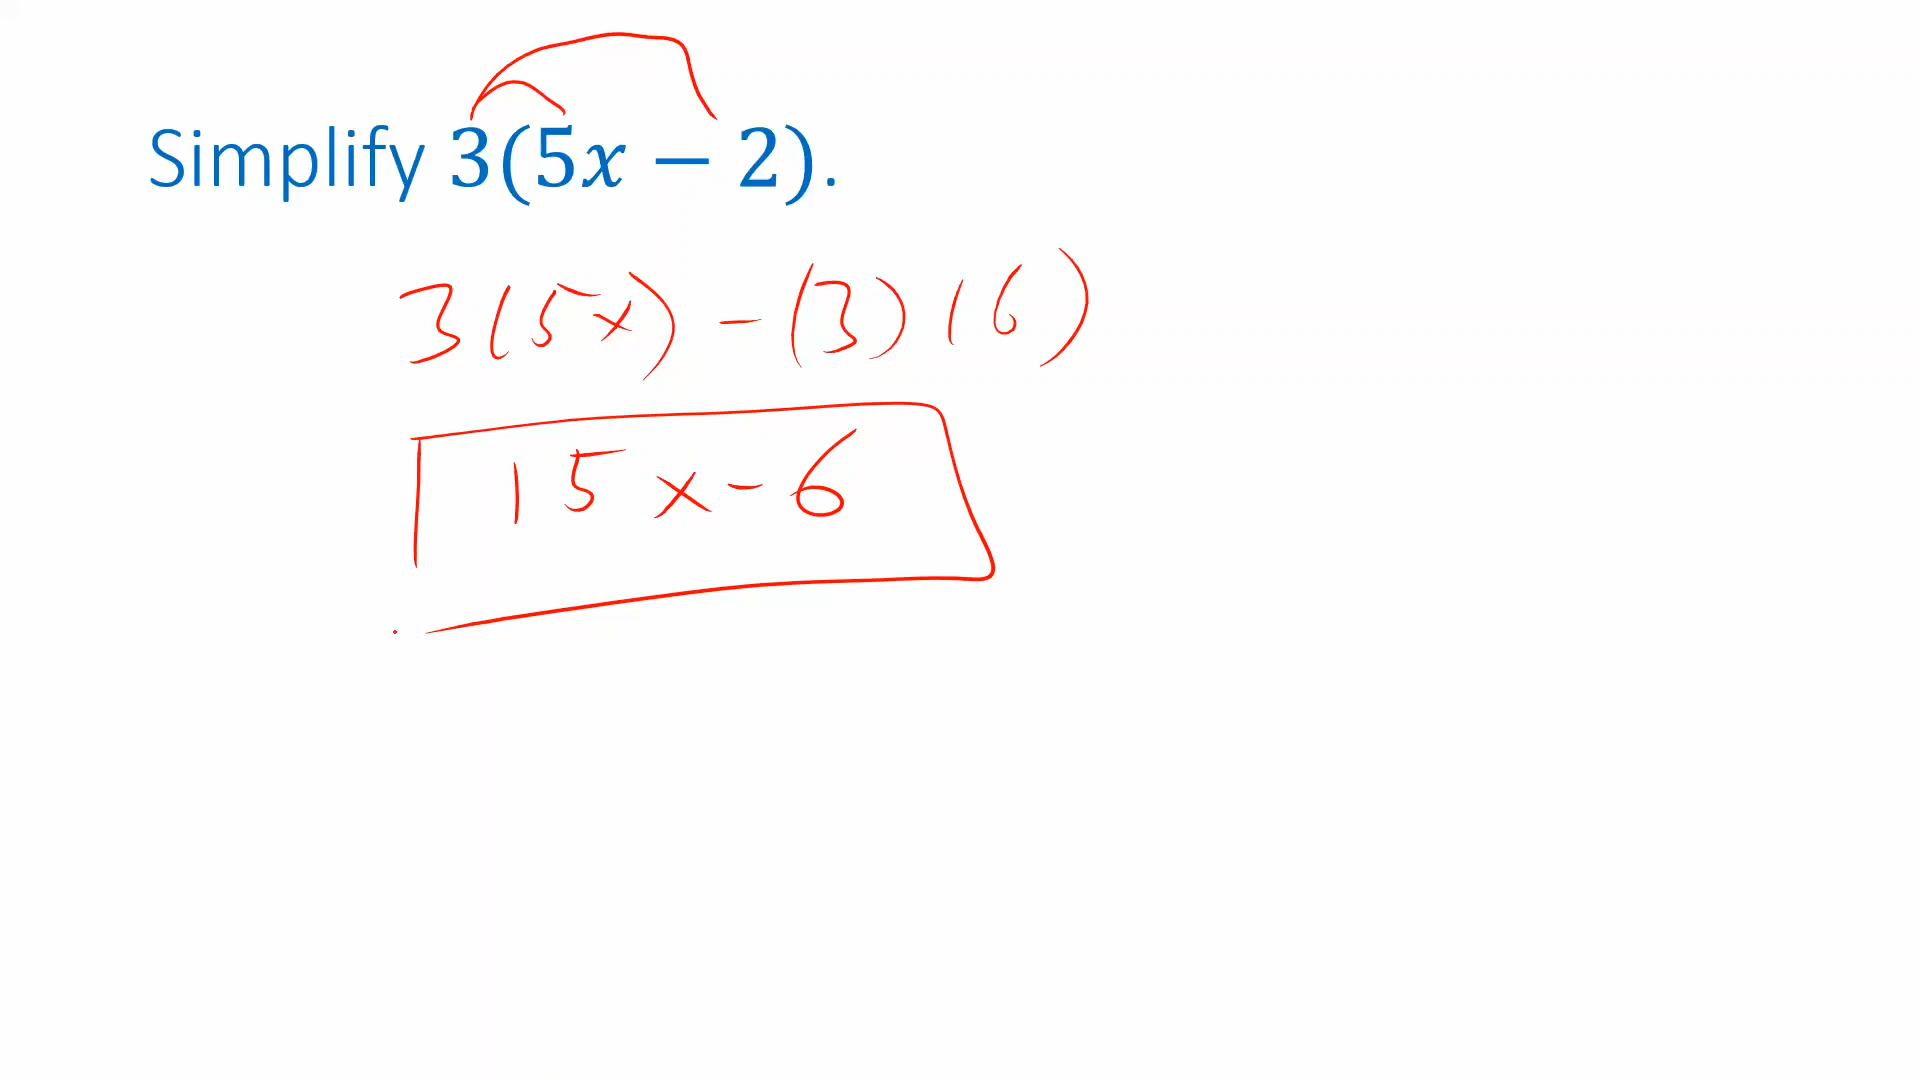 Simplify 3(5x − 2).
3(5x) - (3)(6)
15x - 6